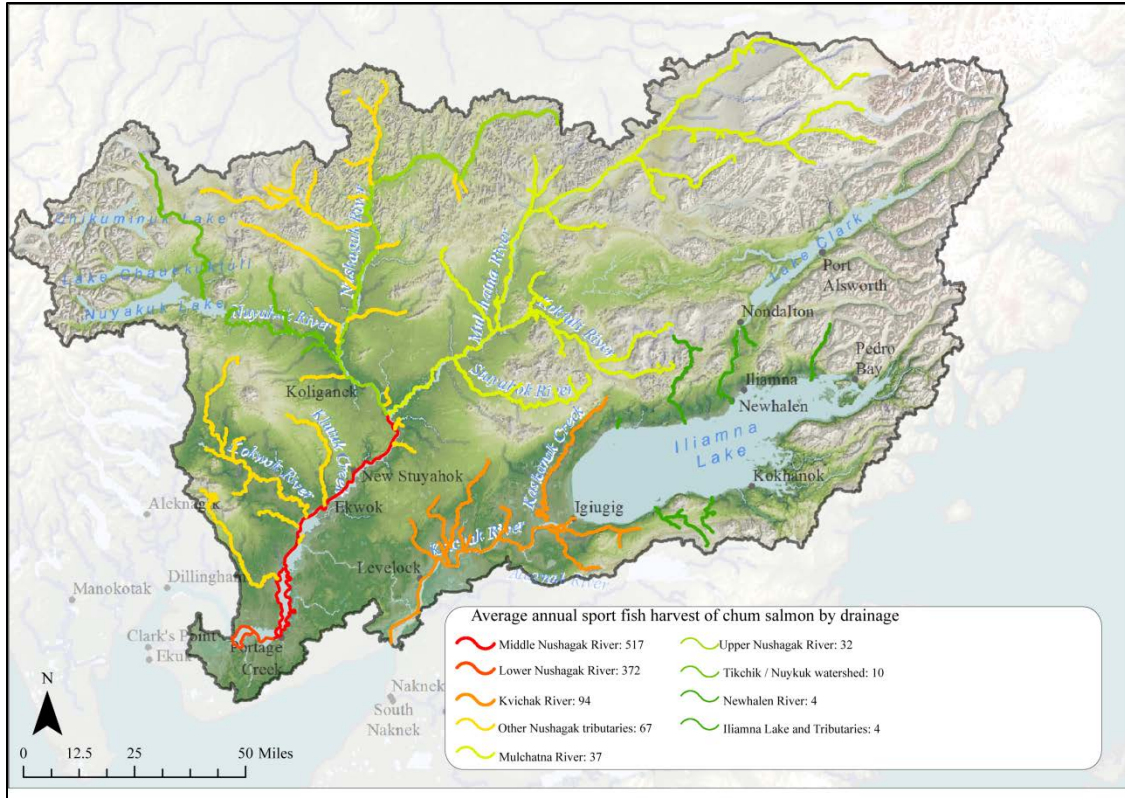 Chikuminuk Lake
Lake Chauekuktuli
Nuyakuk Lake
Nuyakuk River
Nushagak River
Mulchatna River
Koktuli River
Stuyahok River
Lake Clark
Port
Alsworth
Nondalton
Pedro
Bay
Iliamna
Newhalen
Iliamna
Lake
Kokhanok
Koliganek
Klutuk Creek
Kokwok River
New Stuyahok
Ekwok
Kaskanak Creek
Igiugig
Kvichak River
Levelock
River
Aleknagik
Dillingham
Manokotak
Clark's Point
Ekuk
Portage
Creek
Naknek
South
Naknek
N
0 12.5 25 50 Miles
Average annual sport fish harvest of chum salmon by drainage
Middle Nushagak River: 517
Lower Nushagak River: 372
Kvichak River: 94
Other Nushagak tributaries: 67
Mulchatna River: 37
Upper Nushagak River: 32
Tikchik / Nuykuk watershed: 10
Newhalen River: 4
Iliamna Lake and Tributaries: 4